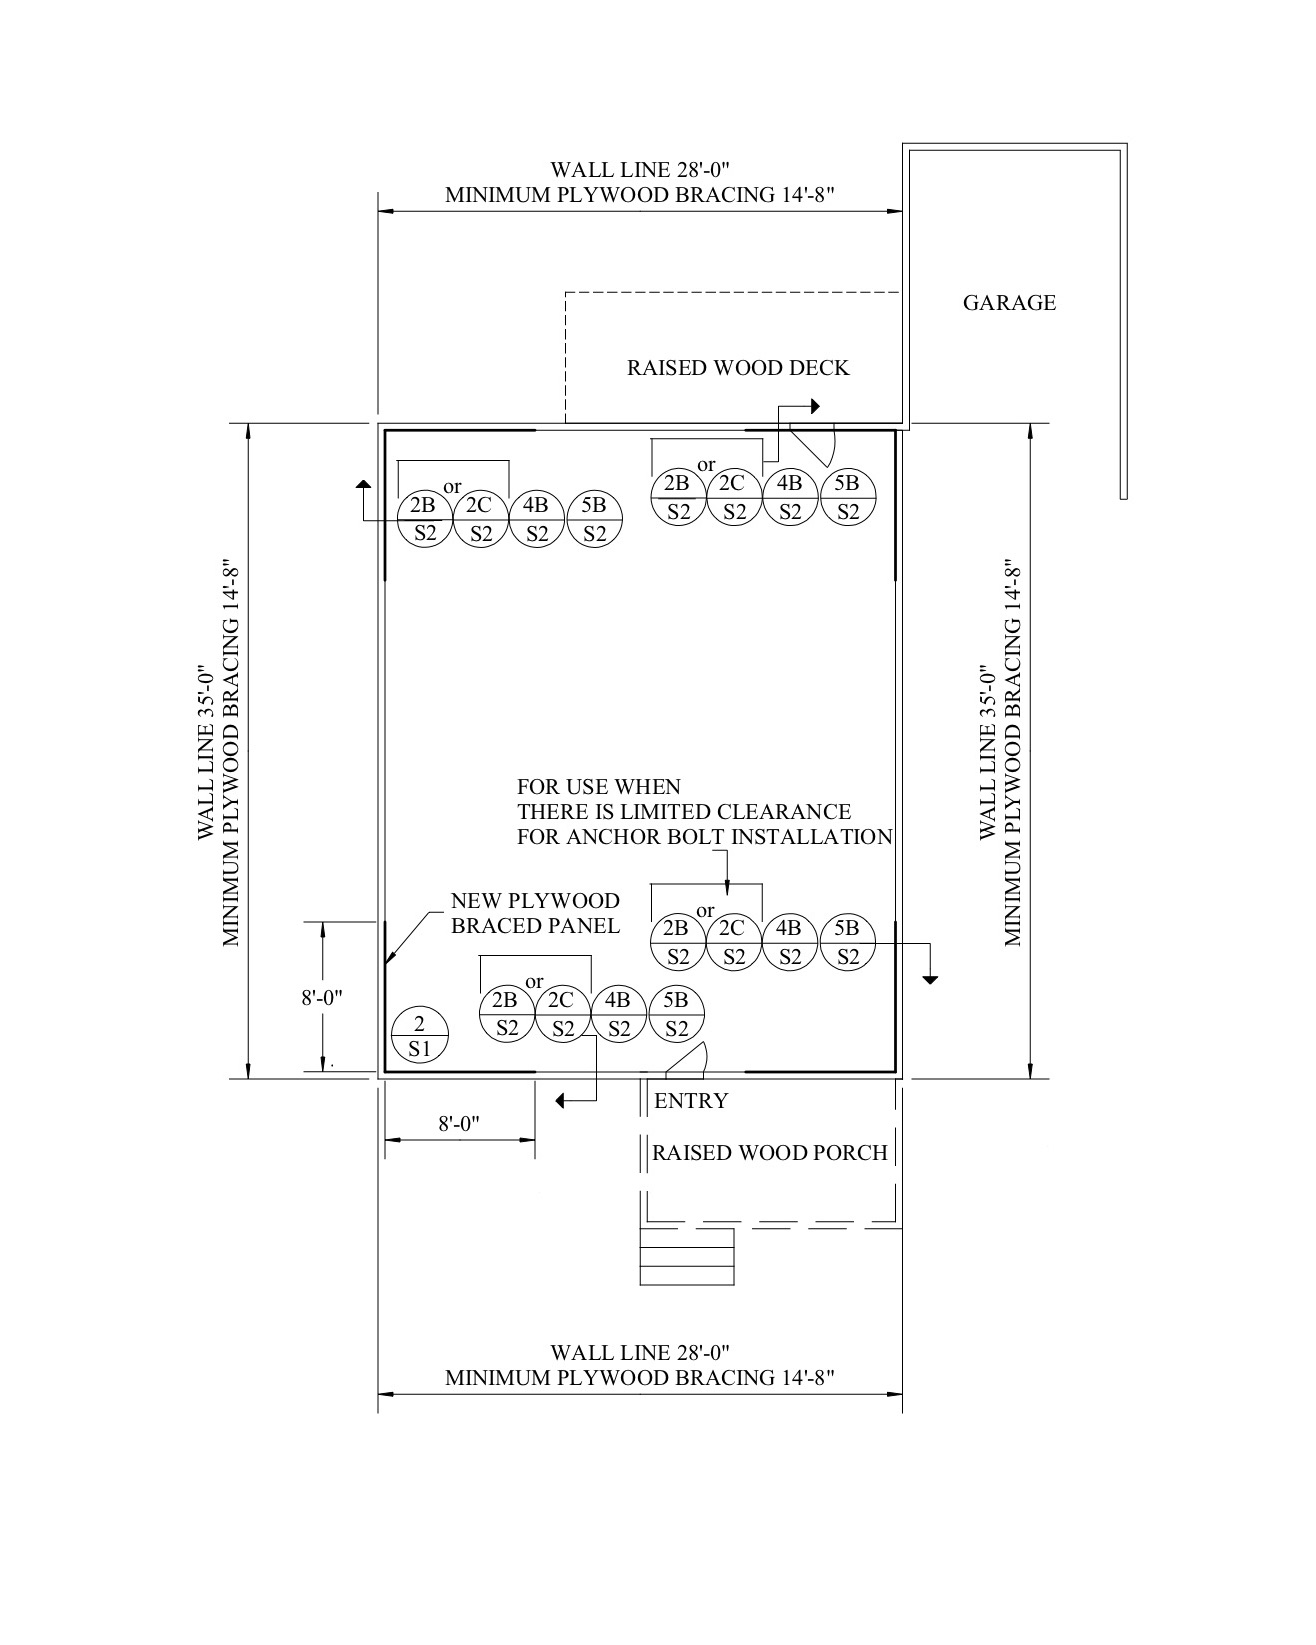 WALL LINE 28'-0"
MINIMUM PLYWOOD BRACING 14'-8"
GARAGE
RAISED WOOD DECK
or
2B 2C 4B 5B
S2 S2 S2 S2
or
2B 2C 4B 5B
S2 S2 S2 S2
WALL LINE 35'-0"
MINIMUM PLYWOOD BRACING 14'-8"
WALL LINE 35'-0"
MINIMUM PLYWOOD BRACING 14'-8"
FOR USE WHEN
THERE IS LIMITED CLEARANCE
FOR ANCHOR BOLT INSTALLATION
NEW PLYWOOD
BRACED PANEL
or
2B 2C 4B 5B
S2 S2 S2 S2
or
2B 2C 4B 5B
S2 S2 S2 S2
8'-0"
2
S1
ENTRY
8'-0"
RAISED WOOD PORCH
WALL LINE 28'-0"
MINIMUM PLYWOOD BRACING 14'-8"